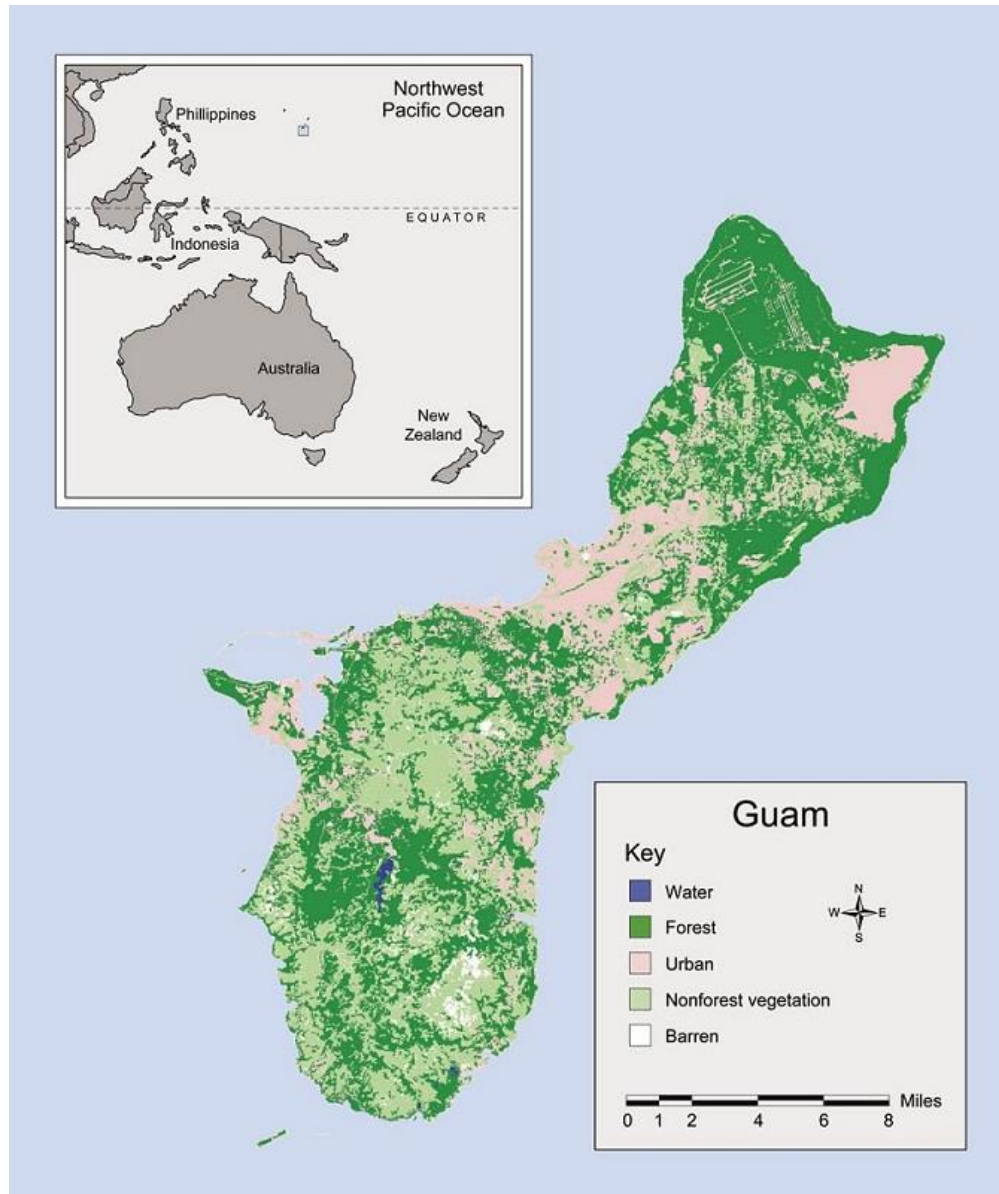 Northwest
Pacific Ocean
Phillippines
EQUATOR
Indonesia
Australia
New
Zealand
Guam
Key
Water
Forest
Urban
Nonforest vegetation
Barren
N
W E
S
Miles
0 1 2 4 6 8